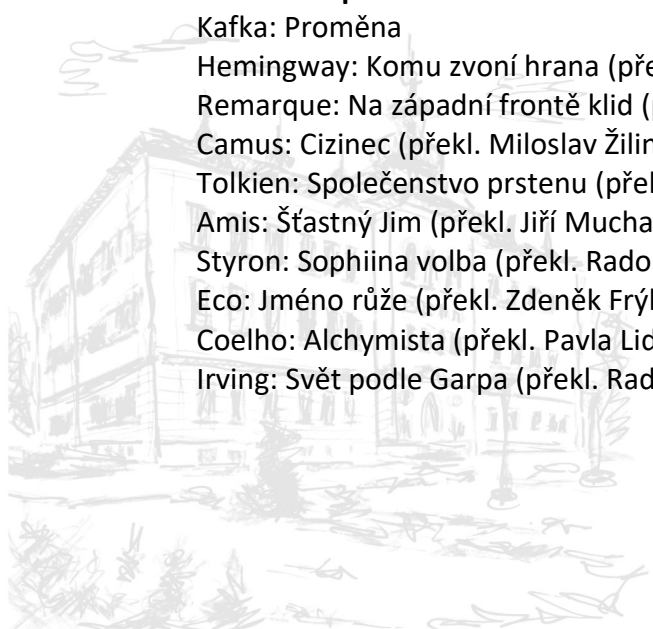 Kafka: Proměna
Hemingway: Komu zvoní hrana
Remarque: Na západní frontě klid (
Camus: Cizinec (překl. Miloslav
Tolkien: Společenstvo prstenu
Amis: Šťastný Jim (překl. Jiří Mucha
Styron: Sophiina volba (překl.
Eco: Jméno růže (překl. Zdeněk
Coelho: Alchymista (překl. Pavla
Irving: Svět podle Garpa (překl.